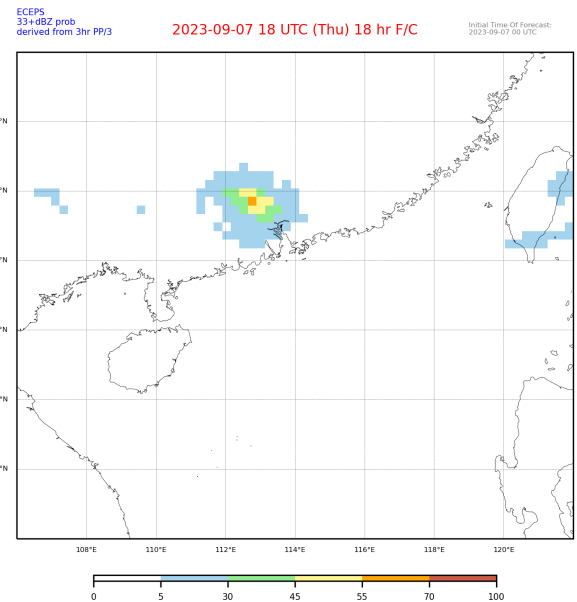 ECEPS
33+dBZ prob
derived from 3hr PP/3
2023-09-07 18 UTC (Thu) 18 hr F/C
Initial Time Of Forecast:
2023-09-07 00 UTC
°N
°N
°N
°N
°N
°N
108°E 110°E 112°E 114°E 116°E 118°E 120°E
0 5 30 45 55 70 100